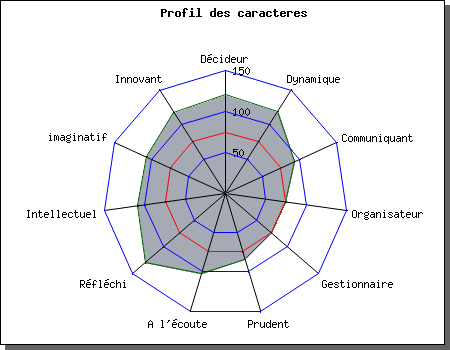 Profil des caracteres
Décideur
150
Innovant
Dynamique
100
imaginatif
Communiquant
50
Intellectuel
Organisateur
Réfléchi
Gestionnaire
A l'écoute
Prudent